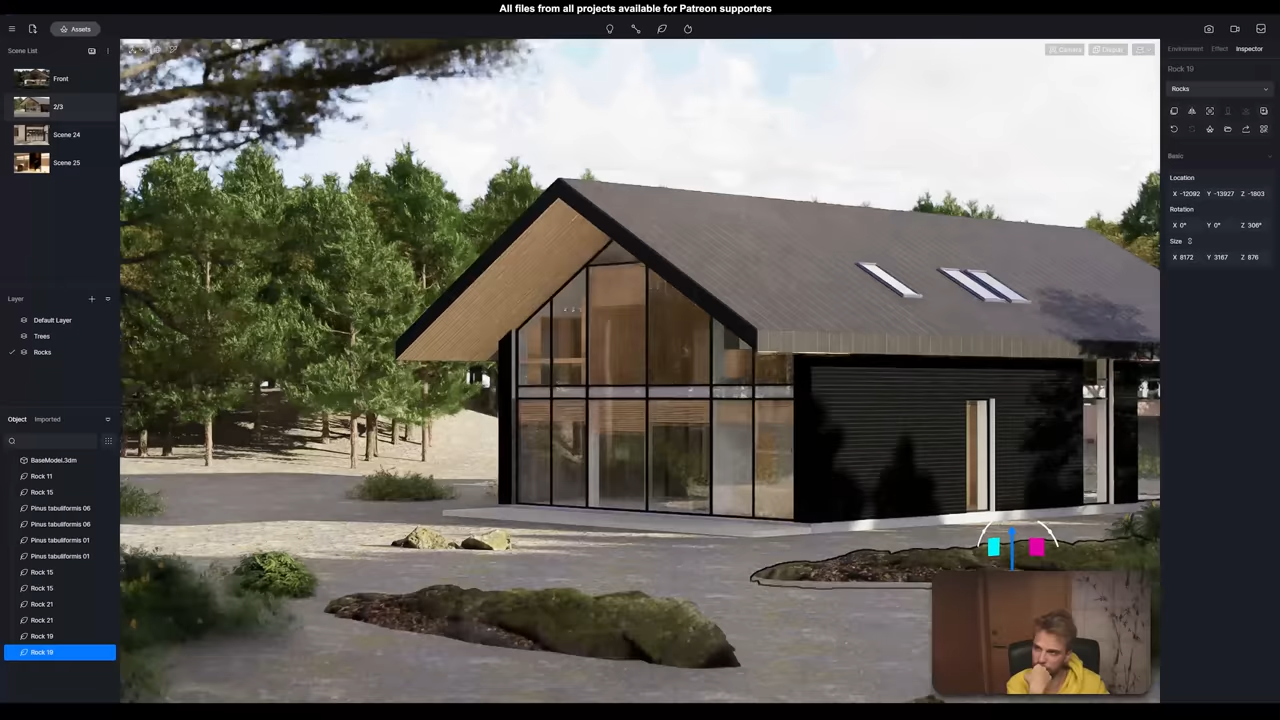 All files from all projects available for Patreon supporters
Assets
Scene List
Front
2/3
Scene 24
Scene 25
Layer
Default Layer
Trees
Rocks
Object Imported
BaseModel.3dm
Rock 11
Rock 15
Pinus tabuliformis 06
Pinus tabuliformis 06
Pinus tabuliformis 01
Pinus tabuliformis 01
Rock 15
Rock 15
Rock 21
Rock 21
Rock 19
Rock 19
Camera Display
Environment Effect Inspector
Rock 19
Rocks
Basic
Location
X -12092 Y -13927 Z -1803
Rotation
X 0° Y 0° Z 306°
Size
X 8172 Y 3167 Z 876